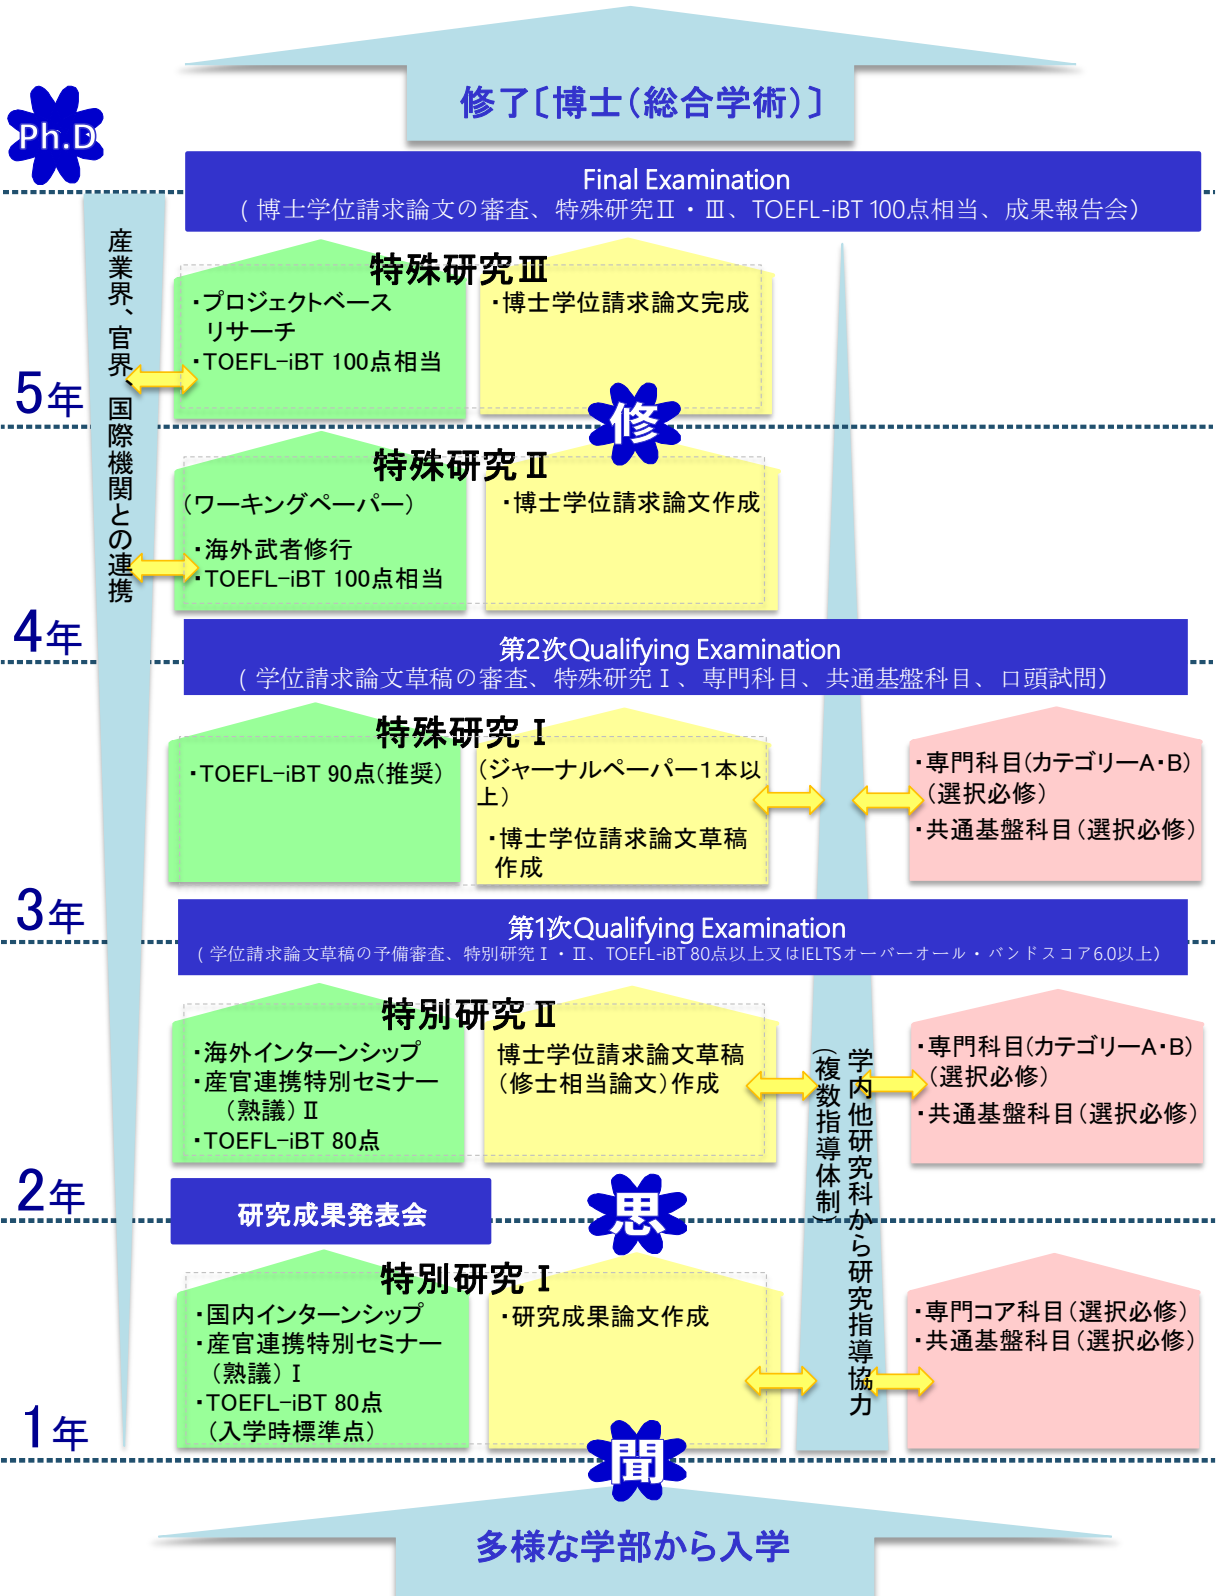 修了〔博士(総合学術)〕
Ph.D
Final Examination
( 博士学位請求論文の審査、特殊研究Ⅱ・Ⅲ、TOEFL-iBT 100点相当、成果報告会)
産業界、官界、国際機関との連携
特殊研究Ⅲ
・プロジェクトベース
リサーチ
・TOEFL-iBT 100点相当
・博士学位請求論文完成
5年
修
特殊研究Ⅱ
(ワーキングペーパー)
・海外武者修行
・TOEFL-iBT 100点相当
・博士学位請求論文作成
4年
第2次Qualifying Examination
( 学位請求論文草稿の審査、特殊研究Ⅰ、専門科目、共通基盤科目、口頭試問)
特殊研究Ⅰ
・TOEFL-iBT 90点(推奨)
(ジャーナルペーパー1本以
上)
・博士学位請求論文草稿
作成
・専門科目(カテゴリーA・B)
(選択必修)
・共通基盤科目(選択必修)
3年
第1次Qualifying Examination
( 学位請求論文草稿の予備審査、特別研究Ⅰ・Ⅱ、TOEFL-iBT 80点以上又はIELTSオーバーオール・バンドスコア6.0以上)
特別研究Ⅱ
・海外インターンシップ
・産官連携特別セミナー
(熟議)Ⅱ
・TOEFL-iBT 80点
博士学位請求論文草稿
(修士相当論文)作成
学内他研究科から研究指導協力
(複数指導体制)
・専門科目(カテゴリーA・B)
(選択必修)
・共通基盤科目(選択必修)
2年
研究成果発表会
思
特別研究Ⅰ
・国内インターンシップ
・産官連携特別セミナー
(熟議)Ⅰ
・TOEFL-iBT 80点
(入学時標準点)
・研究成果論文作成
・専門コア科目(選択必修)
・共通基盤科目(選択必修)
1年
聞
多様な学部から入学